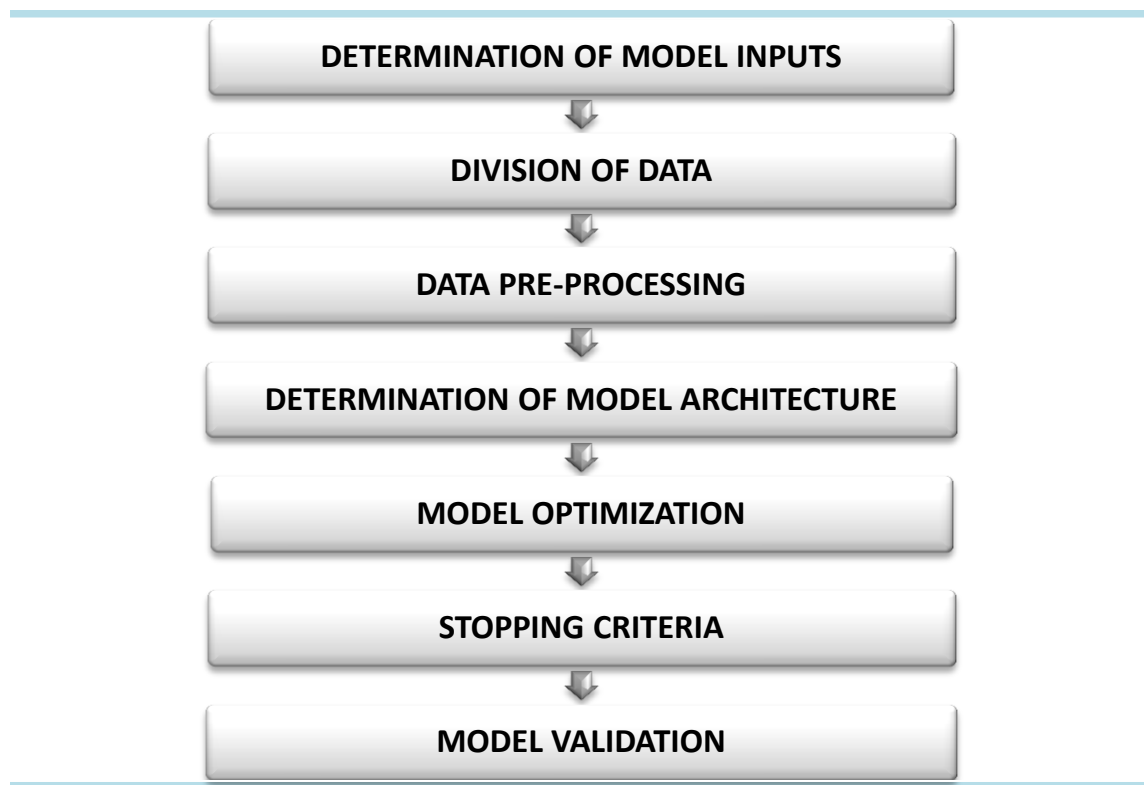 DETERMINATION OF MODEL INPUTS
DIVISION OF DATA
DATA PRE-PROCESSING
DETERMINATION OF MODEL ARCHITECTURE
MODEL OPTIMIZATION
STOPPING CRITERIA
MODEL VALIDATION